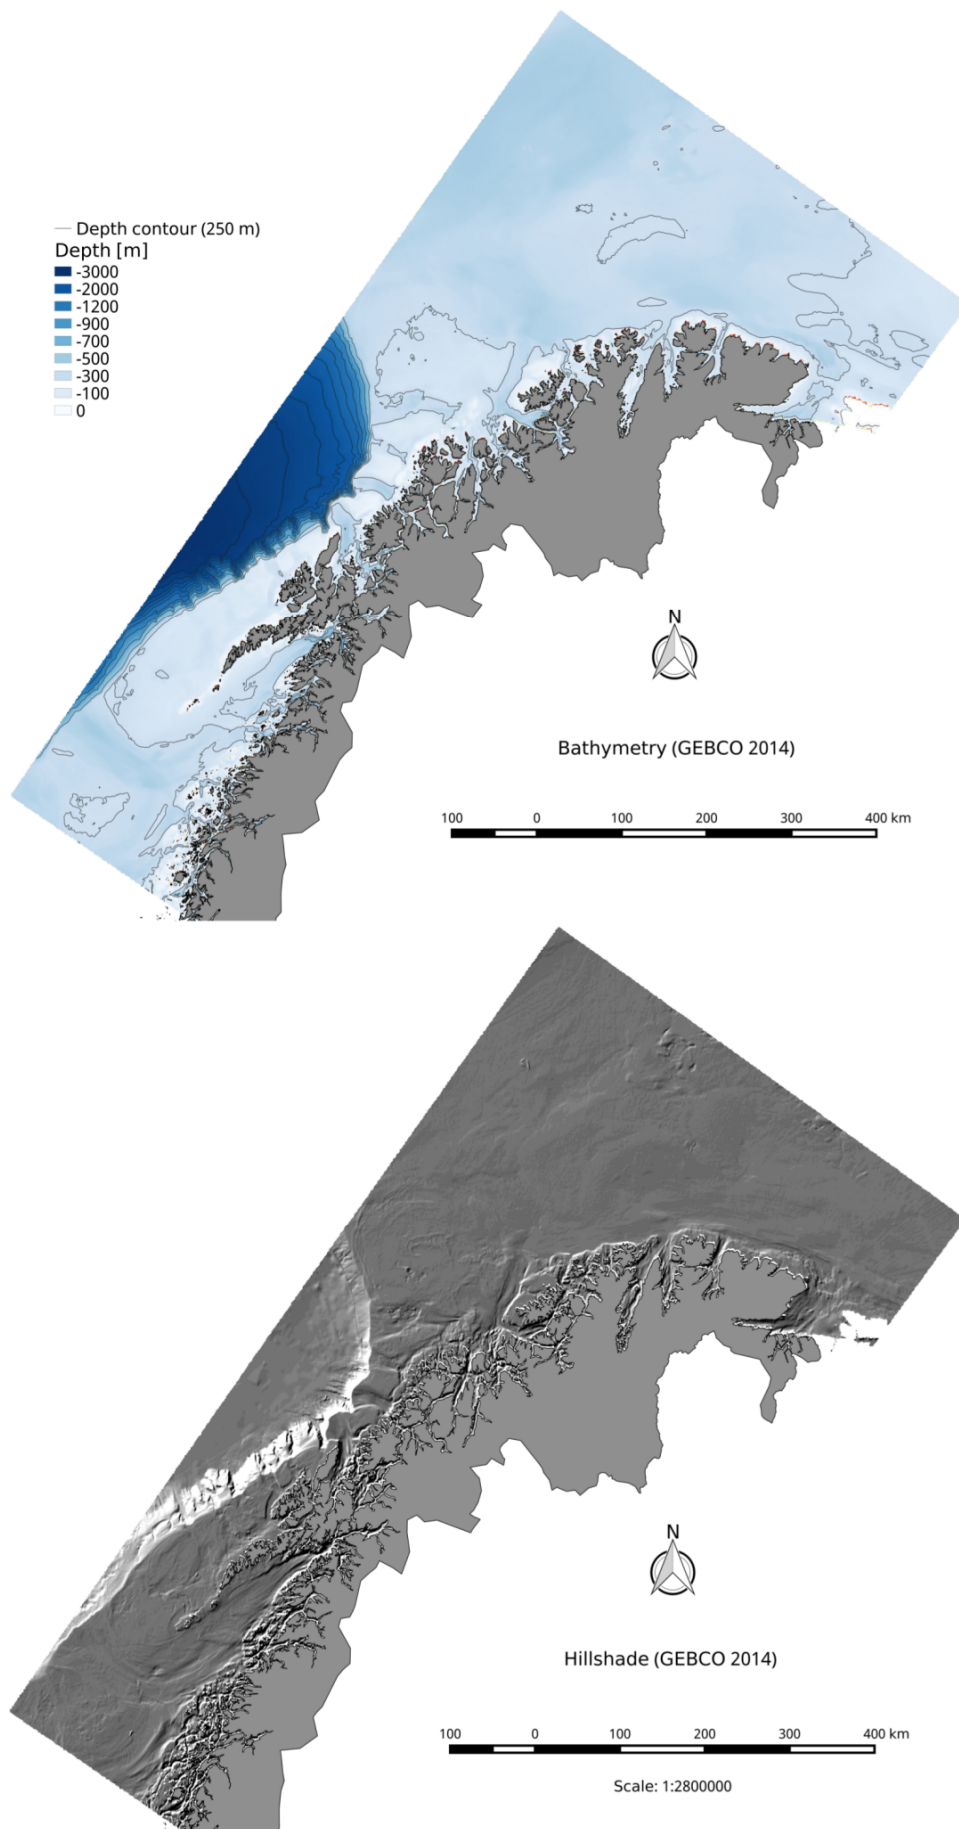 Depth contour (250 m)
Depth [m]
-3000
-2000
-1200
-900
-700
-500
-300
-100
0
N
Bathymetry (GEBCO 2014)
100 0 100 200 300 400 km
N
Hillshade (GEBCO 2014)
100 0 100 200 300 400 km
Scale: 1:2800000